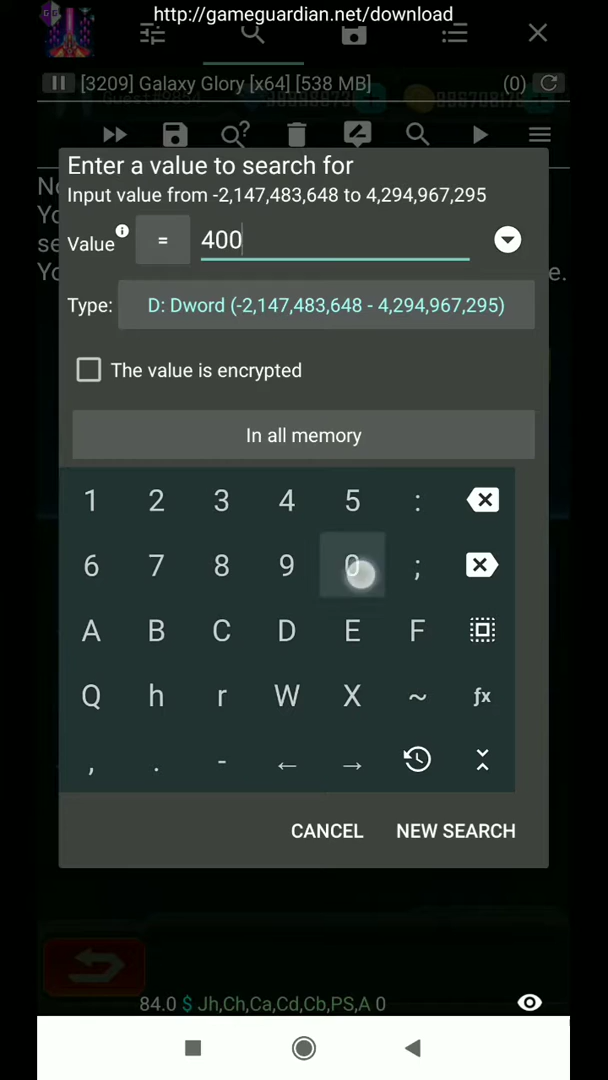 http://gameguardian.net/download
[3209] Galaxy Glory [x64] [538 MB] (0)
Enter a value to search for
Input value from -2,147,483,648 to 4,294,967,295
Value = 400
Type: D: Dword (-2,147,483,648 - 4,294,967,295)
The value is encrypted
In all memory
1 2 3 4 5 :
6 7 8 9 0 ;
A B C D E F
Q h r W X ~ ƒx
, . - ← →
CANCEL NEW SEARCH
84.0 $ Jh,Ch,Ca,Cd,Cb,PS,A 0